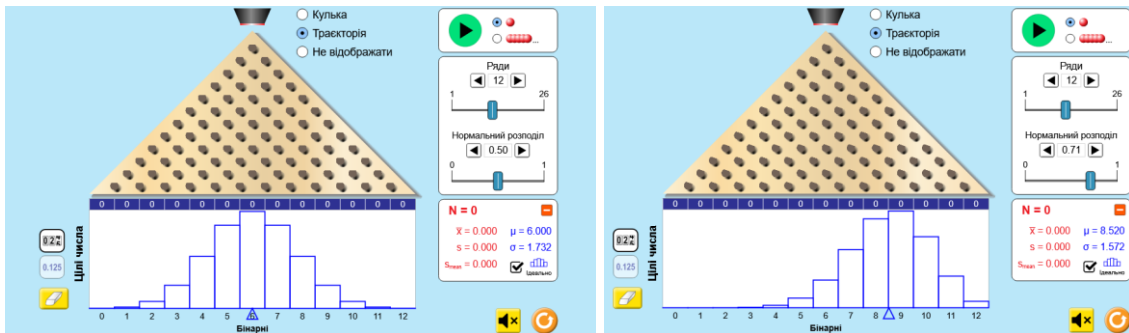 Кулька
Траєкторія
Не відображати
Ряди
12
1 26
Нормальний розподіл
0.50
0 1
0 0 0 0 0 0 0 0 0 0 0 0 0
N = 0
x̅ = 0.000 μ = 6.000
s = 0.000 σ = 1.732
s mean = 0.000
Ідеально
Цілі числа
0.125
0 1 2 3 4 5 6 7 8 9 10 11 12
Бінарні
Кулька
Траєкторія
Не відображати
Ряди
12
1 26
Нормальний розподіл
0.71
0 1
0 0 0 0 0 0 0 0 0 0 0 0 0
N = 0
x̅ = 0.000 μ = 8.520
s = 0.000 σ = 1.572
s mean = 0.000
Ідеально
Цілі числа
0.125
0 1 2 3 4 5 6 7 8 9 10 11 12
Бінарні